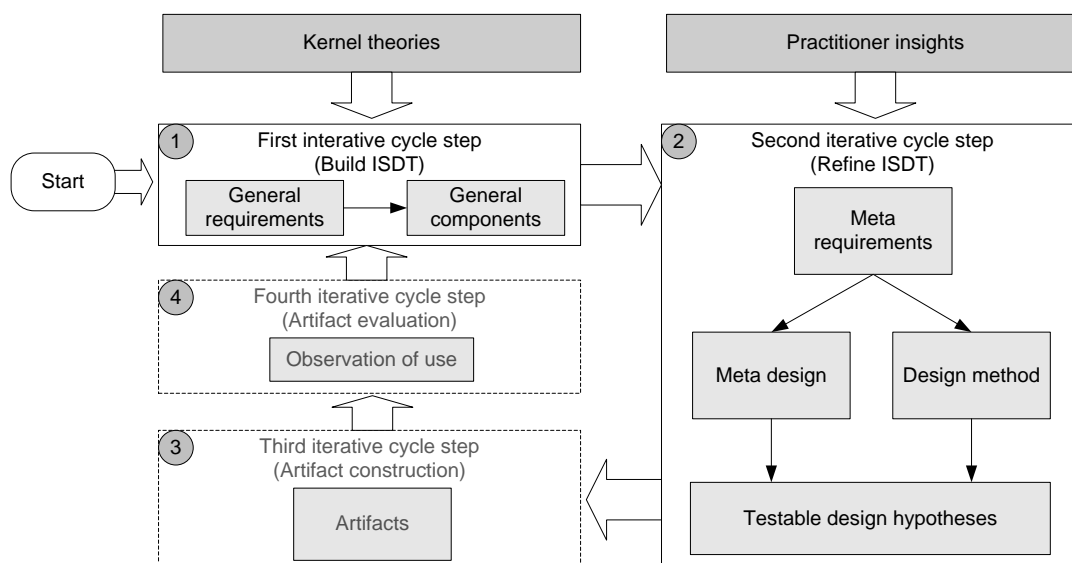 Kernel theories
Practitioner insights
Start
1
First interative cycle step
(Build ISDT)
General
requirements
General
components
2
Second iterative cycle step
(Refine ISDT)
Meta
requirements
Meta design
Design method
Testable design hypotheses
3
Third iterative cycle step
(Artifact construction)
Artifacts
4
Fourth iterative cycle step
(Artifact evaluation)
Observation of use